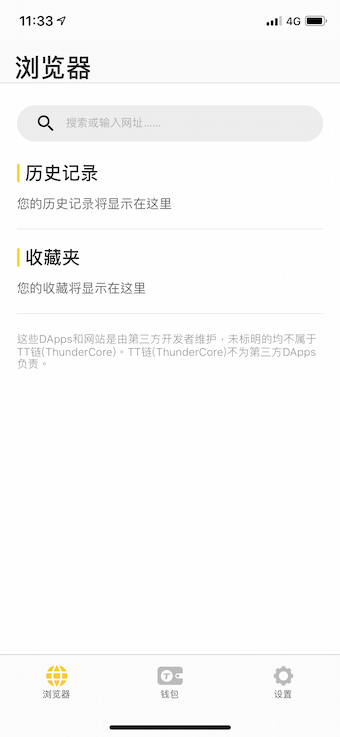 11:33
4G
浏览器
搜索或输入网址……
历史记录
您的历史记录将显示在这里
收藏夹
您的收藏将显示在这里
这些DApps和网站是由第三方开发者维护，未标明的均不属于
TT链(ThunderCore)。TT链(ThunderCore)不为第三方DApps
负责。
浏览器
钱包
设置